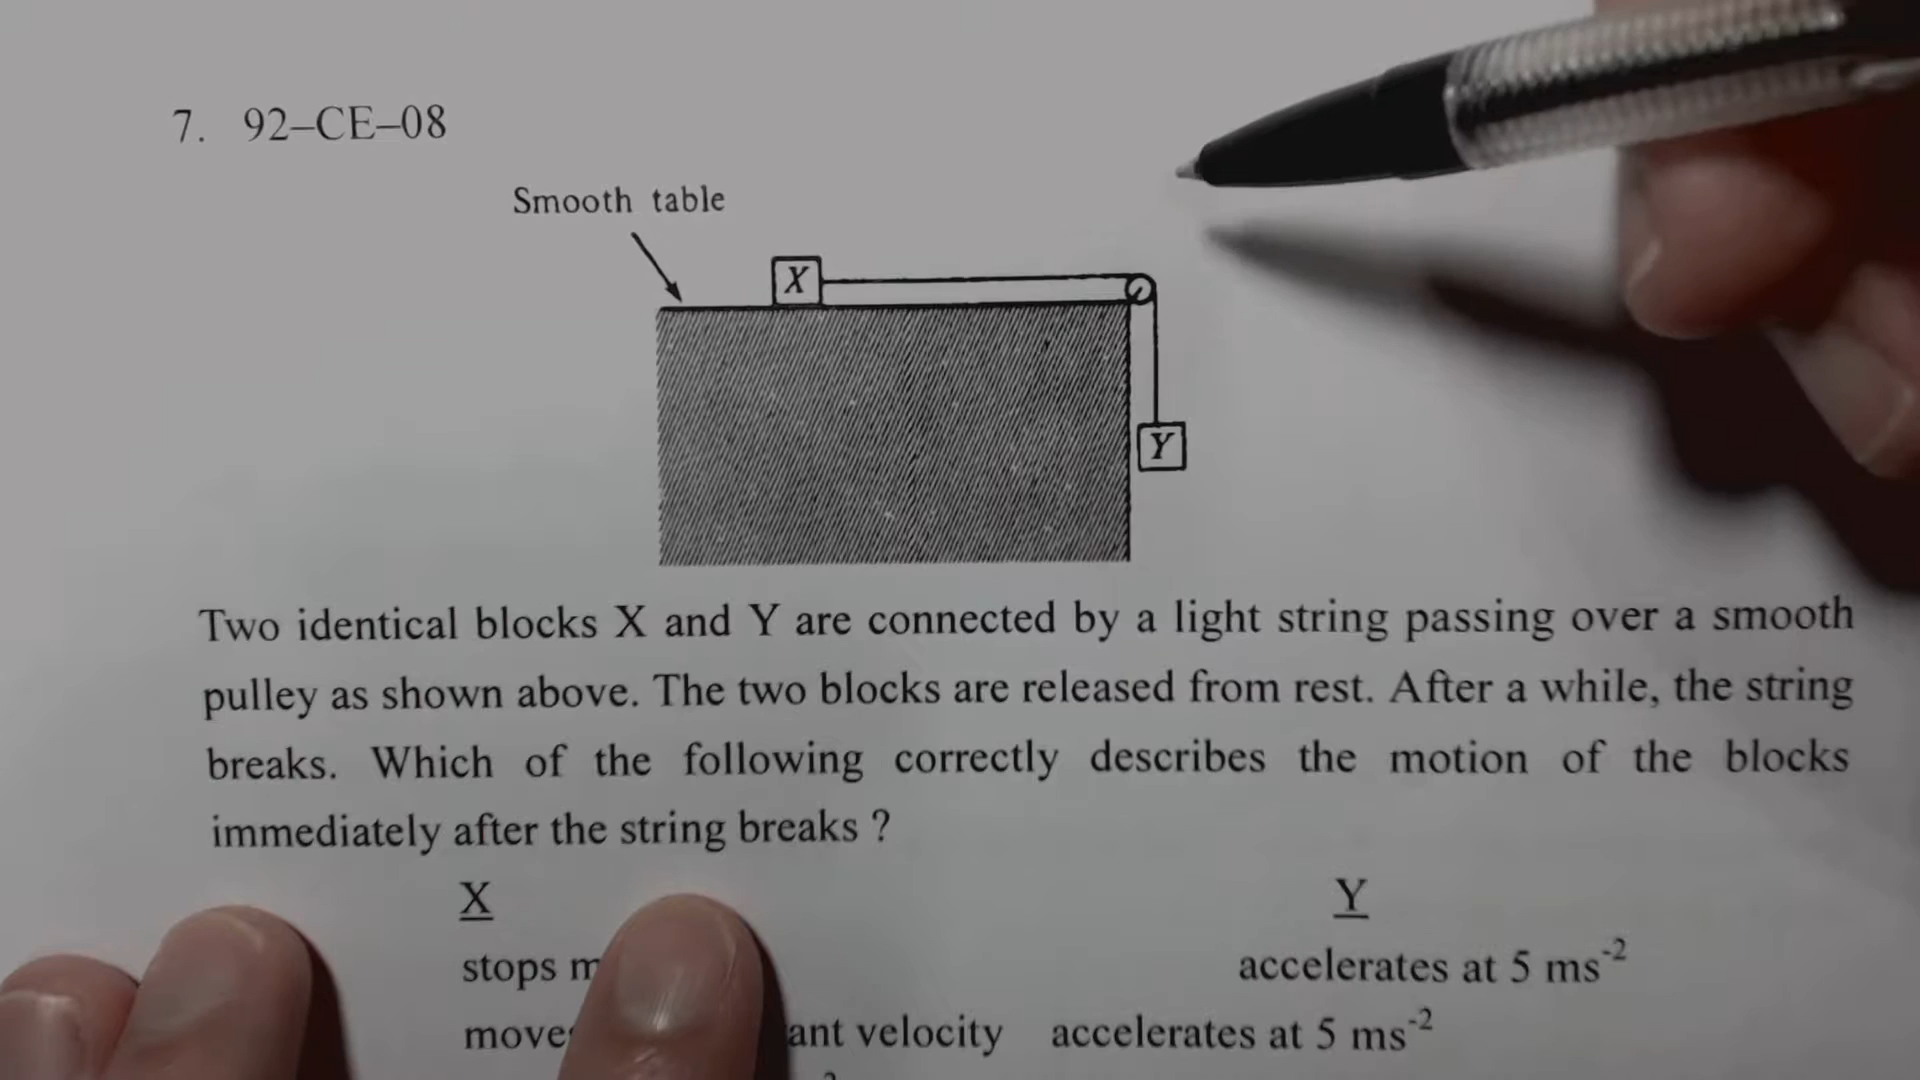 7. 92–CE–08
Smooth table
X
Y
Two identical blocks X and Y are connected by a light string passing over a smooth
pulley as shown above. The two blocks are released from rest. After a while, the string
breaks. Which of the following correctly describes the motion of the blocks
immediately after the string breaks ?
X Y
stops accelerates at 5 ms⁻²
velocity accelerates at 5 ms⁻²